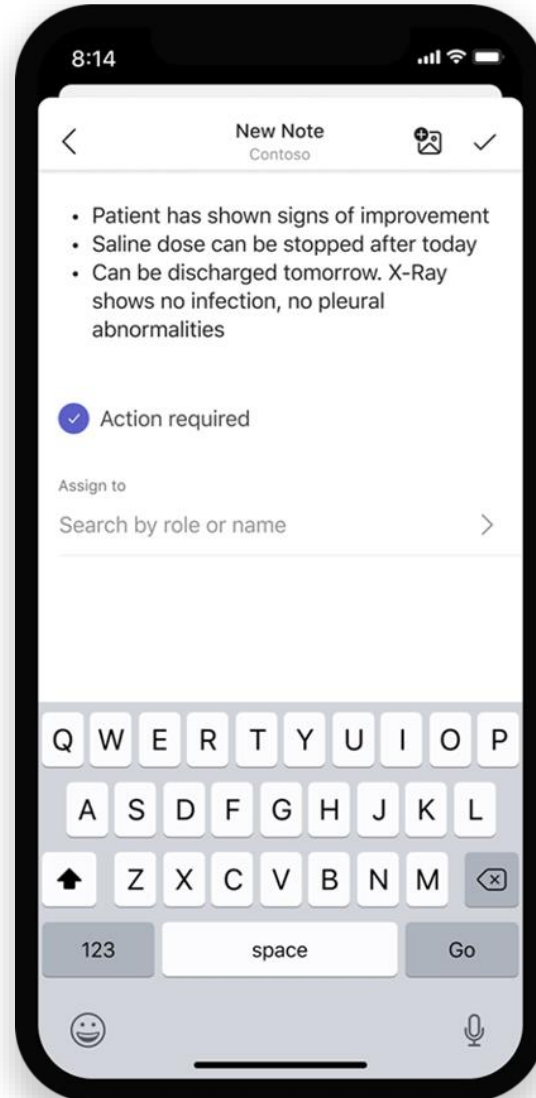 8:14
New Note
Contoso
• Patient has shown signs of improvement
• Saline dose can be stopped after today
• Can be discharged tomorrow. X-Ray
shows no infection, no pleural
abnormalities
Action required
Assign to
Search by role or name
Q W E R T Y U I O P
A S D F G H J K L
Z X C V B N M
123 space Go